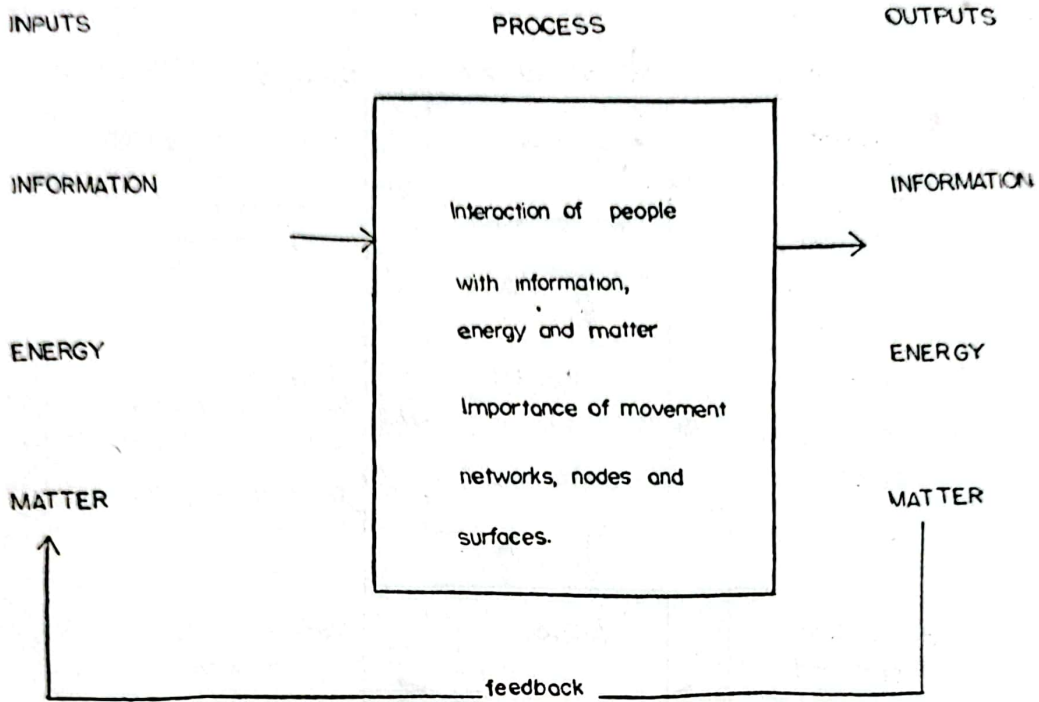 INPUTS
PROCESS
OUTPUTS
INFORMATION
INFORMATION
Interaction of people
with information,
energy and matter
ENERGY
ENERGY
Importance of movement
networks, nodes and
surfaces.
MATTER
MATTER
feedback